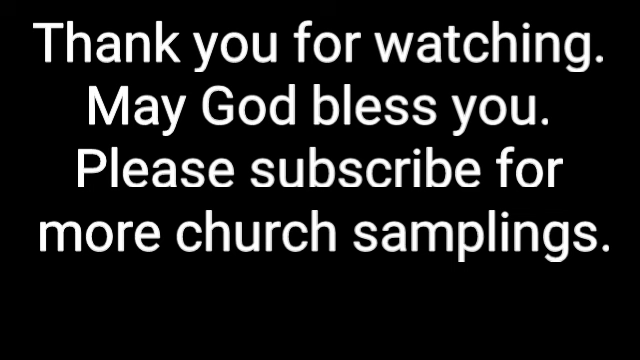 Thank you for watching.
May God bless you.
Please subscribe for
more church samplings.